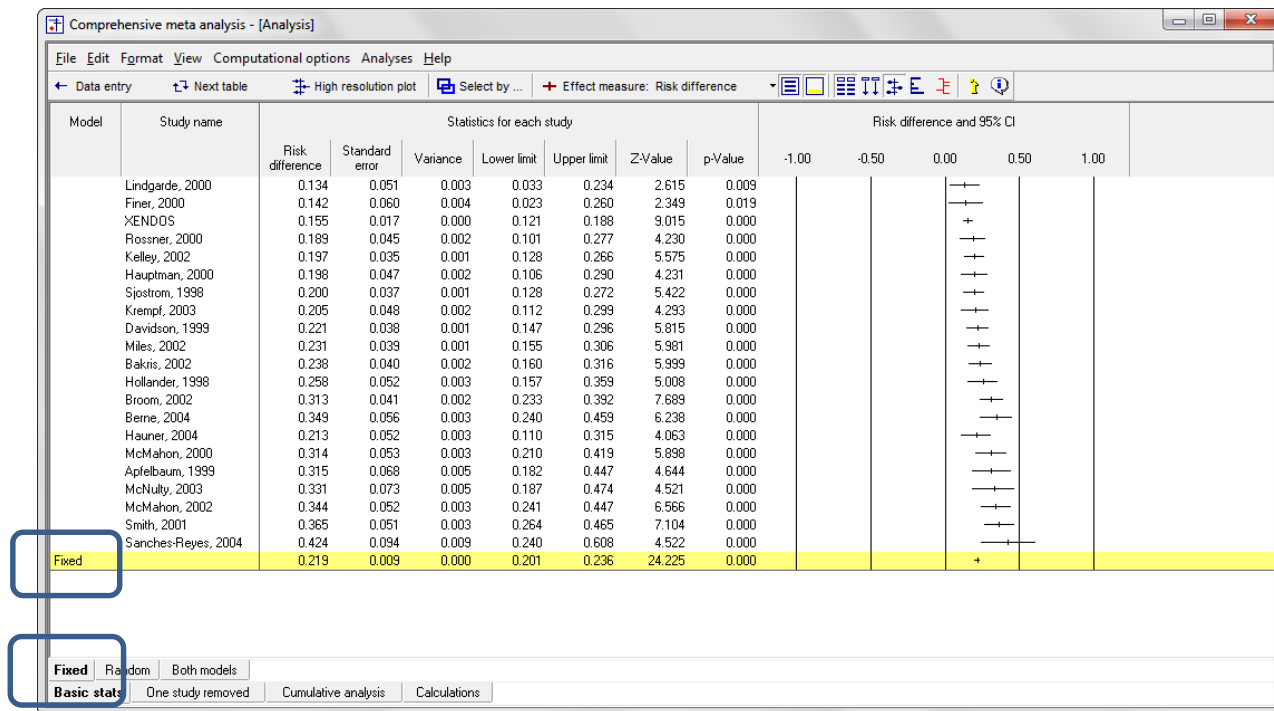 Comprehensive meta analysis - [Analysis]
File Edit Format View Computational options Analyses Help
Data entry Next table High resolution plot Select by ... Effect measure: Risk difference
Model Study name Statistics for each study Risk difference and 95% CI
Risk difference Standard error Variance Lower limit Upper limit Z-Value p-Value -1.00 -0.50 0.00 0.50 1.00
Lindgarde, 2000 0.134 0.051 0.003 0.033 0.234 2.615 0.009
Finer, 2000 0.142 0.060 0.004 0.023 0.260 2.349 0.019
XENDOS 0.155 0.017 0.000 0.121 0.188 9.015 0.000
Rossner, 2000 0.189 0.045 0.002 0.101 0.277 4.230 0.000
Kelley, 2002 0.197 0.035 0.001 0.128 0.266 5.575 0.000
Hauptman, 2000 0.198 0.047 0.002 0.106 0.290 4.231 0.000
Sjostrom, 1998 0.200 0.037 0.001 0.128 0.272 5.422 0.000
Krempf, 2003 0.205 0.048 0.002 0.112 0.299 4.293 0.000
Davidson, 1999 0.221 0.038 0.001 0.147 0.296 5.815 0.000
Miles, 2002 0.231 0.039 0.001 0.155 0.306 5.981 0.000
Bakris, 2002 0.238 0.040 0.002 0.160 0.316 5.999 0.000
Hollander, 1998 0.258 0.052 0.003 0.157 0.359 5.008 0.000
Broom, 2002 0.313 0.041 0.002 0.233 0.392 7.689 0.000
Berne, 2004 0.349 0.056 0.003 0.240 0.459 6.238 0.000
Hauner, 2004 0.213 0.052 0.003 0.110 0.315 4.063 0.000
McMahon, 2000 0.314 0.053 0.003 0.210 0.419 5.898 0.000
Apfelbaum, 1999 0.315 0.068 0.005 0.182 0.447 4.644 0.000
McNulty, 2003 0.331 0.073 0.005 0.187 0.474 4.521 0.000
McMahon, 2002 0.344 0.052 0.003 0.241 0.447 6.566 0.000
Smith, 2001 0.365 0.051 0.003 0.264 0.465 7.104 0.000
Sanches-Reyes, 2004 0.424 0.094 0.009 0.240 0.608 4.522 0.000
Fixed 0.219 0.009 0.000 0.201 0.236 24.225 0.000
Fixed Random Both models
Basic stats One study removed Cumulative analysis Calculations